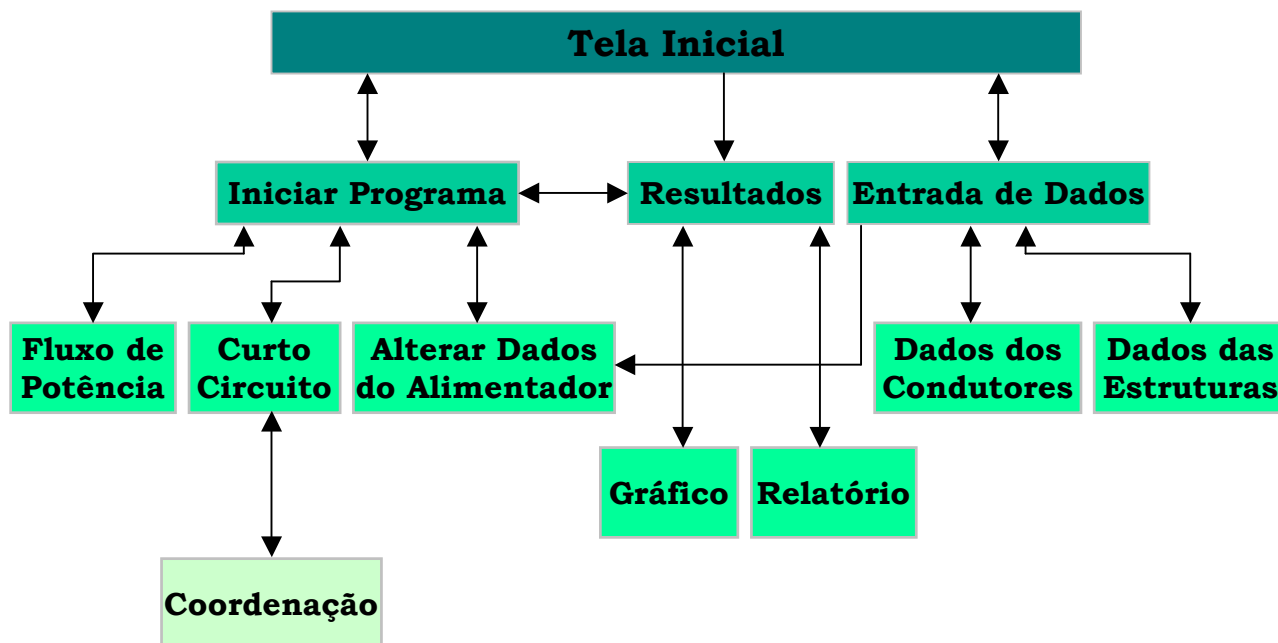 Tela Inicial
Iniciar Programa
Resultados
Entrada de Dados
Fluxo de
Potência
Curto
Circuito
Alterar Dados
do Alimentador
Dados dos
Condutores
Dados das
Estruturas
Gráfico
Relatório
Coordenação